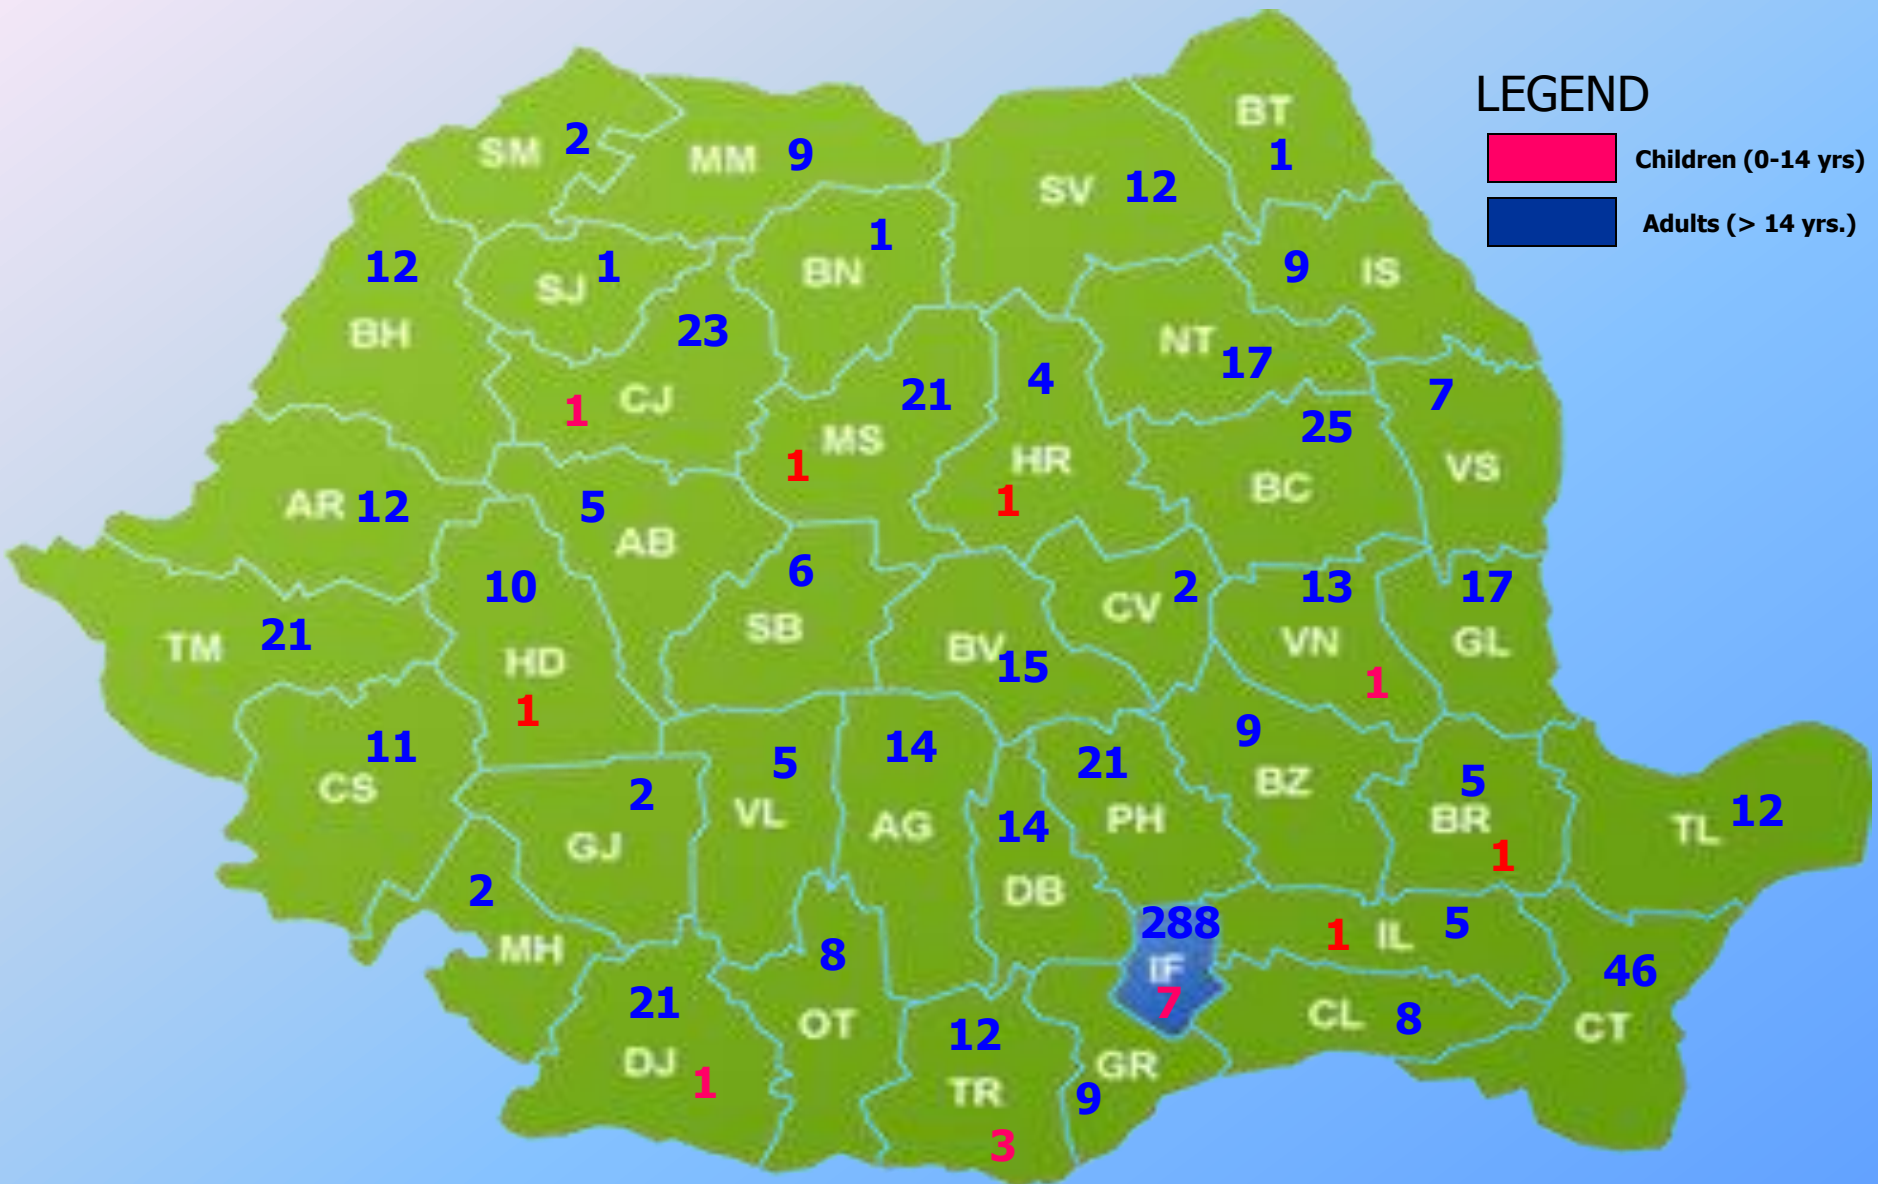 LEGEND
Children (0-14 yrs)
Adults (> 14 yrs.)
BT
1
SM 2
MM 9
SV 12
BN
1
SJ 1
12
BH
9 IS
23
CJ
1
NT
17
4
HR
1
21
MS
1
7
VS
25
BC
AR 12
5
AB
6
SB
10
HD
1
TM 21
CV 2
BV
15
13
VN
1
17
GL
11
CS
2
GJ
5
VL
14
AG
14
DB
21
PH
9
BZ
5
BR
1
TL 12
2
MH
288
IF
7
1 IL 5
46
CT
8
OT
21
DJ
1
12
TR
3
GR
9
CL 8